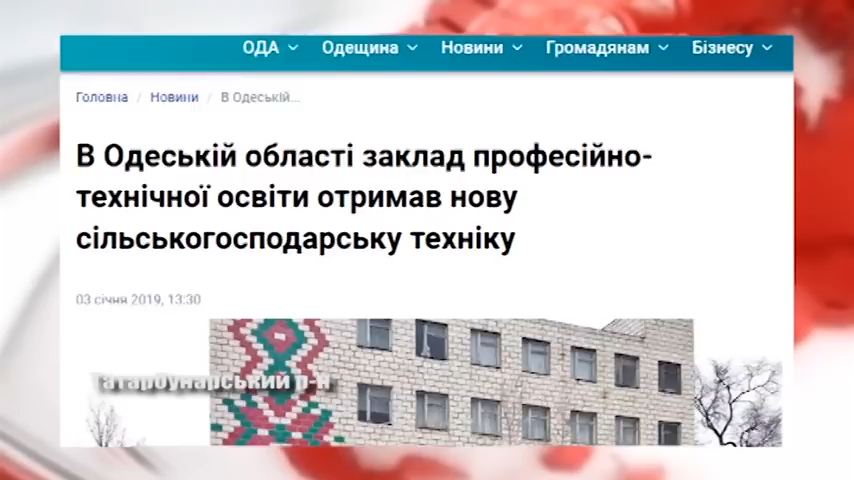 ОДА Одещина Новини Громадянам Бізнесу
Головна / Новини / В Одеській...
В Одеській області заклад професійно-
технічної освіти отримав нову
сільськогосподарську техніку
03 січня 2019, 13:30
Татарбунарський р-н